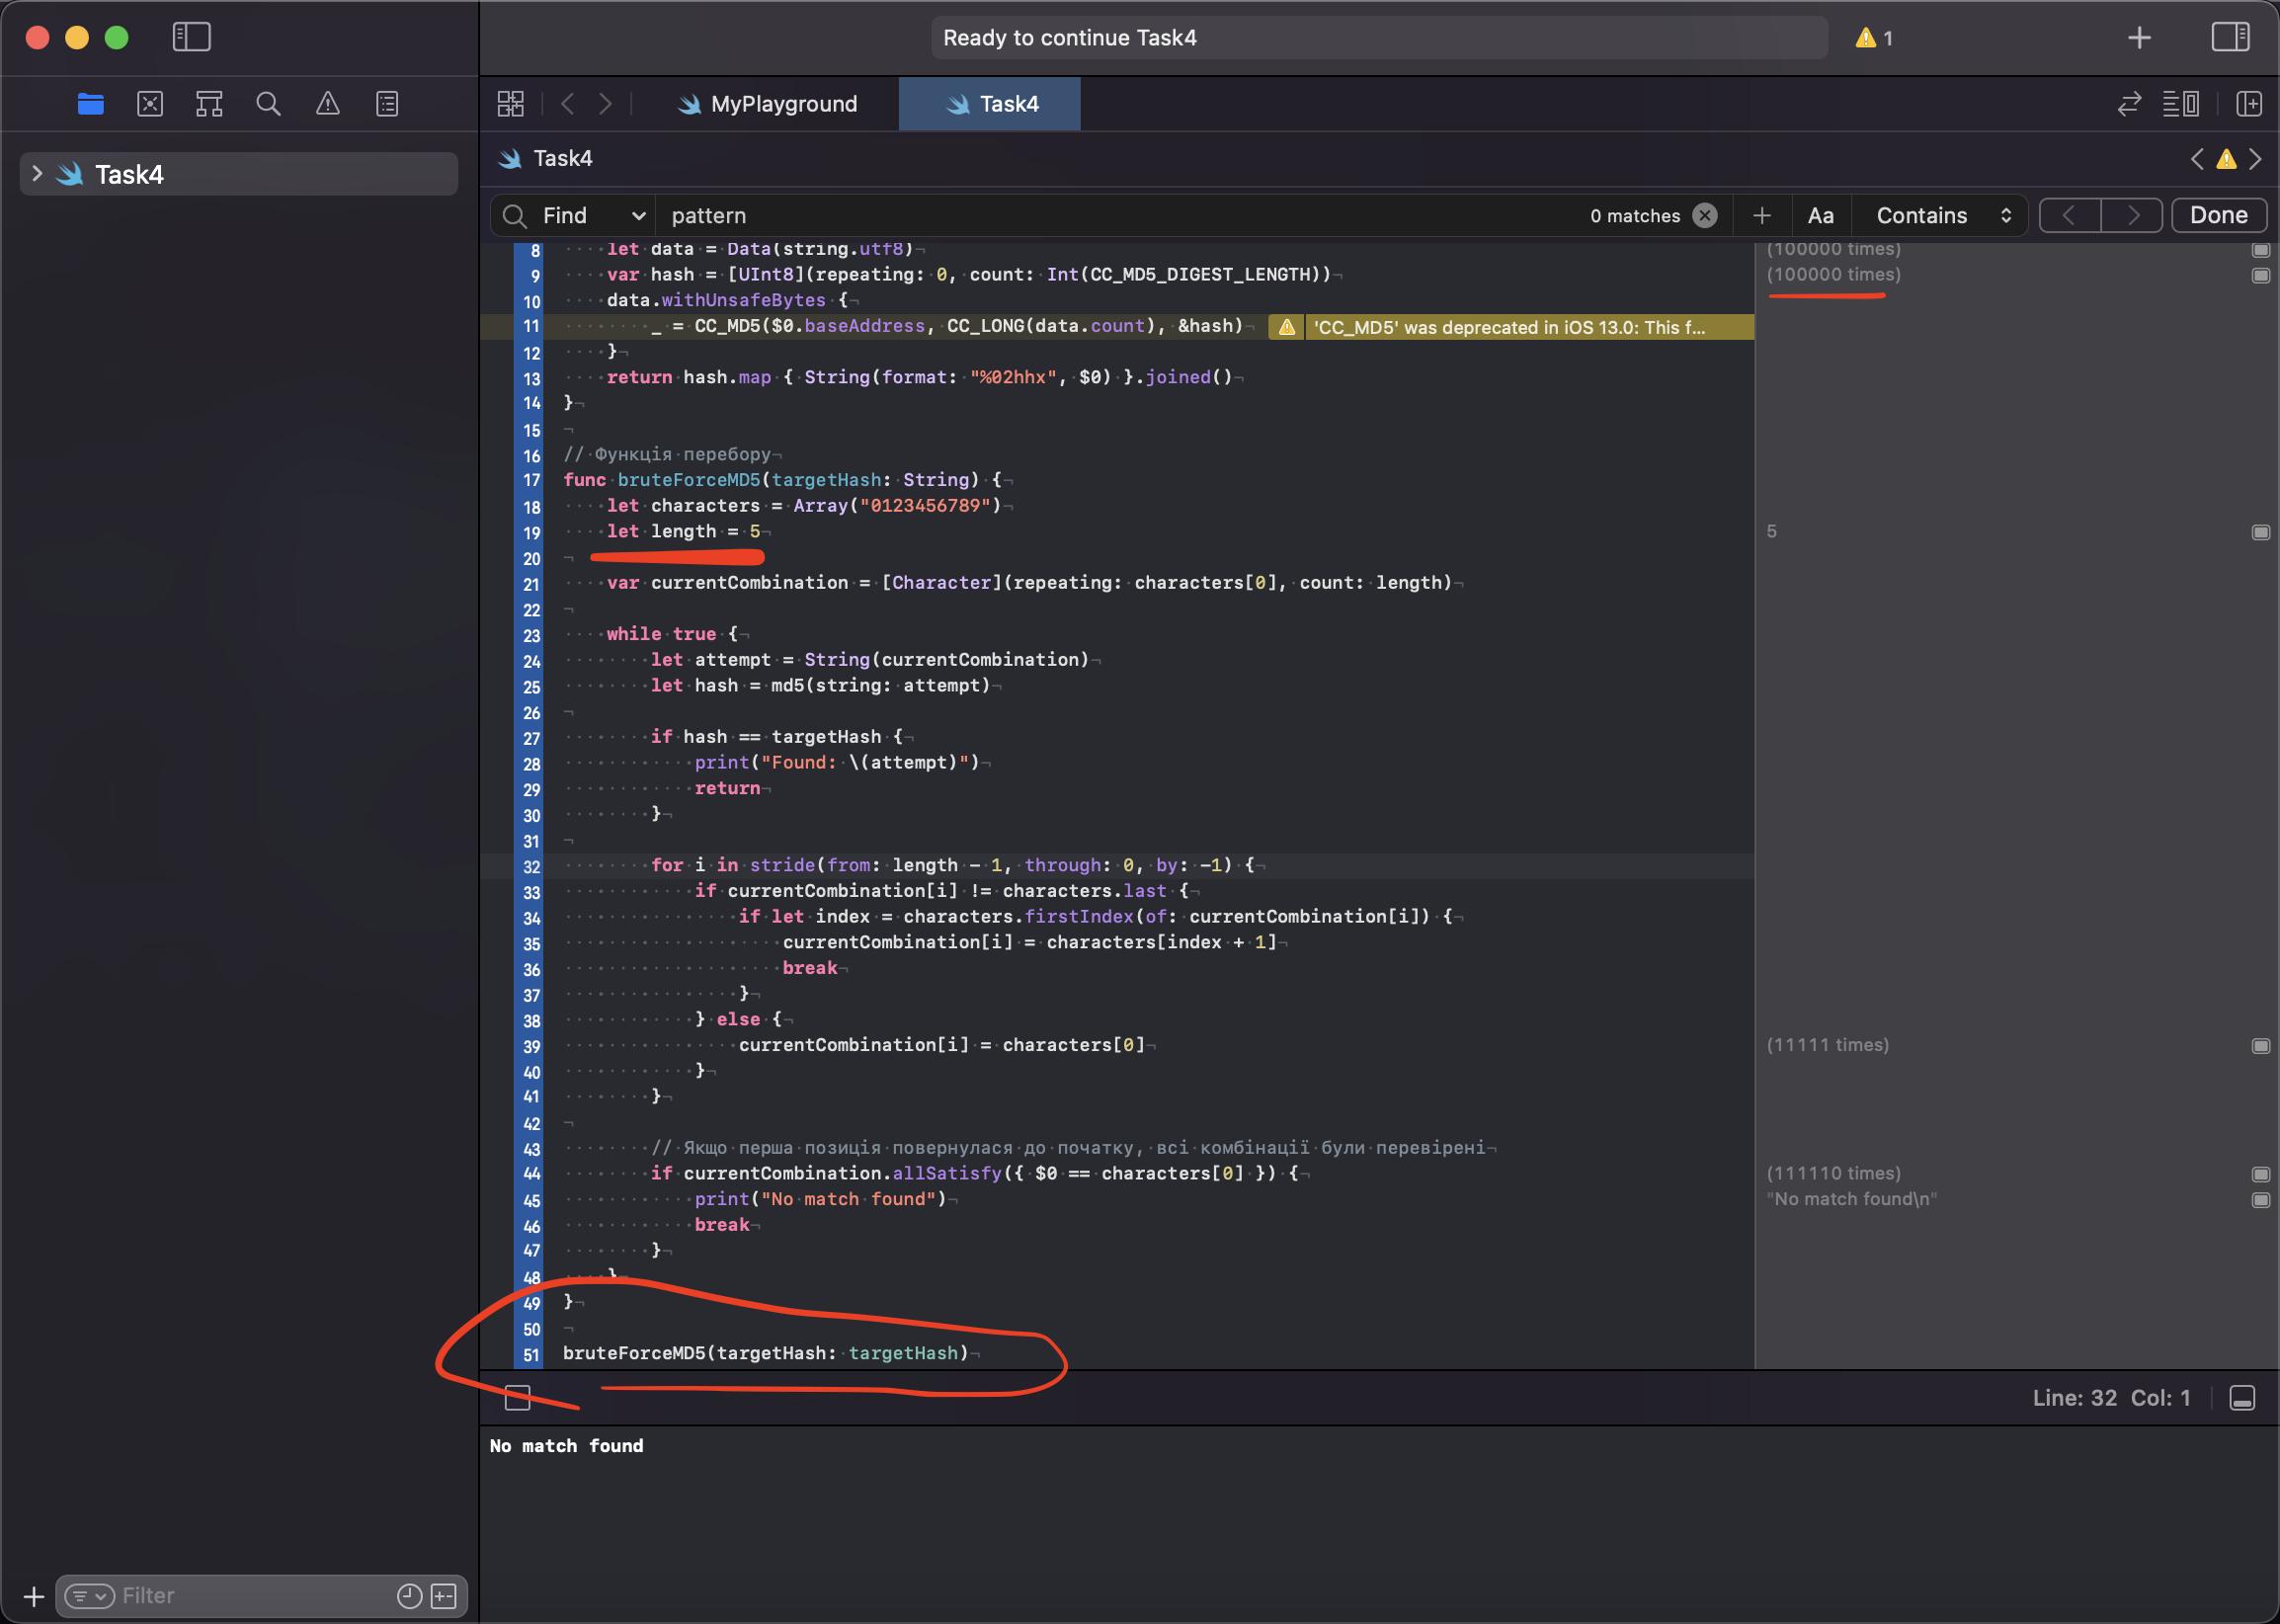 Ready to continue Task4
1
MyPlayground
Task4
Task4
Task4
Find
pattern
0 matches
Aa
Contains
Done
8 let data = Data(string.utf8)
(100000 times)
9 var hash = [UInt8](repeating: 0, count: Int(CC_MD5_DIGEST_LENGTH))
(100000 times)
10 data.withUnsafeBytes {
11 _ = CC_MD5($0.baseAddress, CC_LONG(data.count), &hash)
'CC_MD5' was deprecated in iOS 13.0: This f...
12 }
13 return hash.map { String(format: "%02hhx", $0) }.joined()
14 }
15
16 // Функція перебору
17 func bruteForceMD5(targetHash: String) {
18 let characters = Array("0123456789")
19 let length = 5
5
20
21 var currentCombination = [Character](repeating: characters[0], count: length)
22
23 while true {
24 let attempt = String(currentCombination)
25 let hash = md5(string: attempt)
26
27 if hash == targetHash {
28 print("Found: \(attempt)")
29 return
30 }
31
32 for i in stride(from: length - 1, through: 0, by: -1) {
33 if currentCombination[i] != characters.last {
34 if let index = characters.firstIndex(of: currentCombination[i]) {
35 currentCombination[i] = characters[index + 1]
36 break
37 }
38 } else {
39 currentCombination[i] = characters[0]
(11111 times)
40 }
41 }
42
43 // Якщо перша позиція повернулася до початку, всі комбінації були перевірені
44 if currentCombination.allSatisfy({ $0 == characters[0] }) {
(111110 times)
45 print("No match found")
"No match found\n"
46 break
47 }
48 }
49 }
50
51 bruteForceMD5(targetHash: targetHash)
Line: 32 Col: 1
No match found
Filter